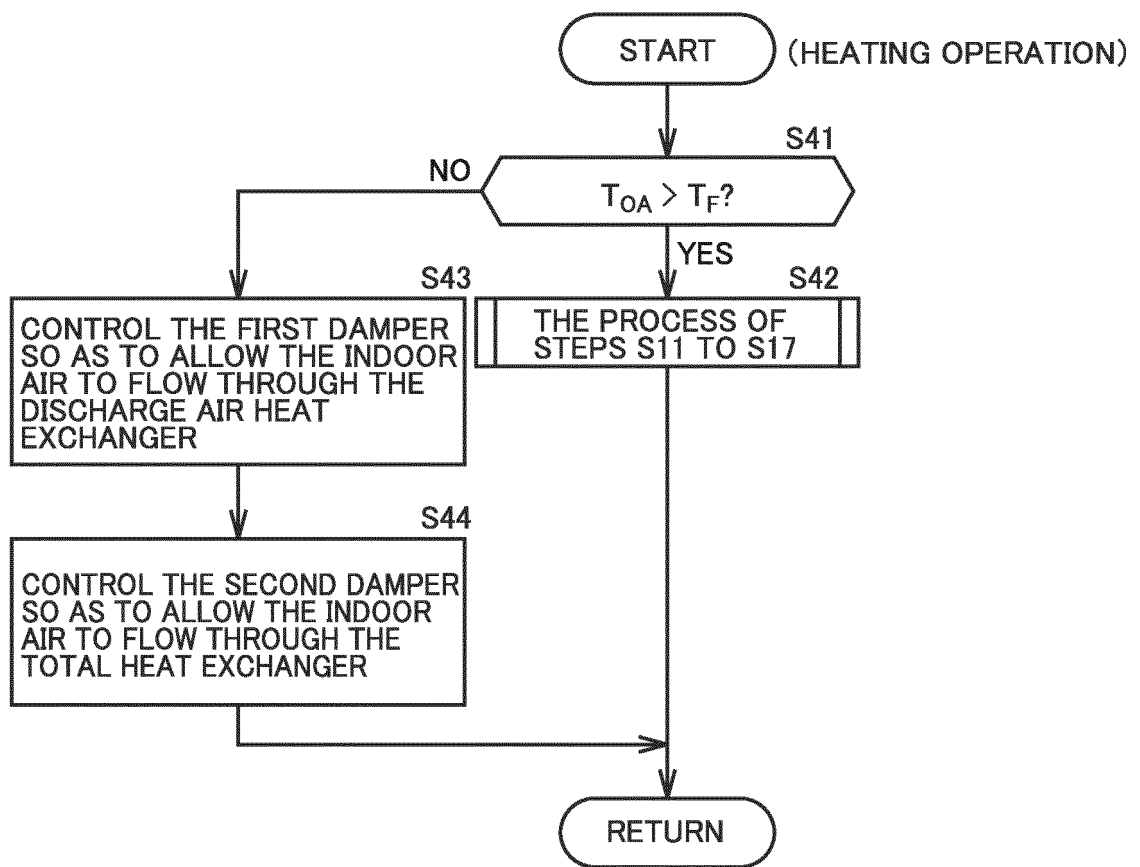 START
(HEATING OPERATION)
S41
NO
TOA > TF?
YES
S43
S42
CONTROL THE FIRST DAMPER
SO AS TO ALLOW THE INDOOR
AIR TO FLOW THROUGH THE
DISCHARGE AIR HEAT
EXCHANGER
THE PROCESS OF
STEPS S11 TO S17
S44
CONTROL THE SECOND DAMPER
SO AS TO ALLOW THE INDOOR
AIR TO FLOW THROUGH THE
TOTAL HEAT EXCHANGER
RETURN